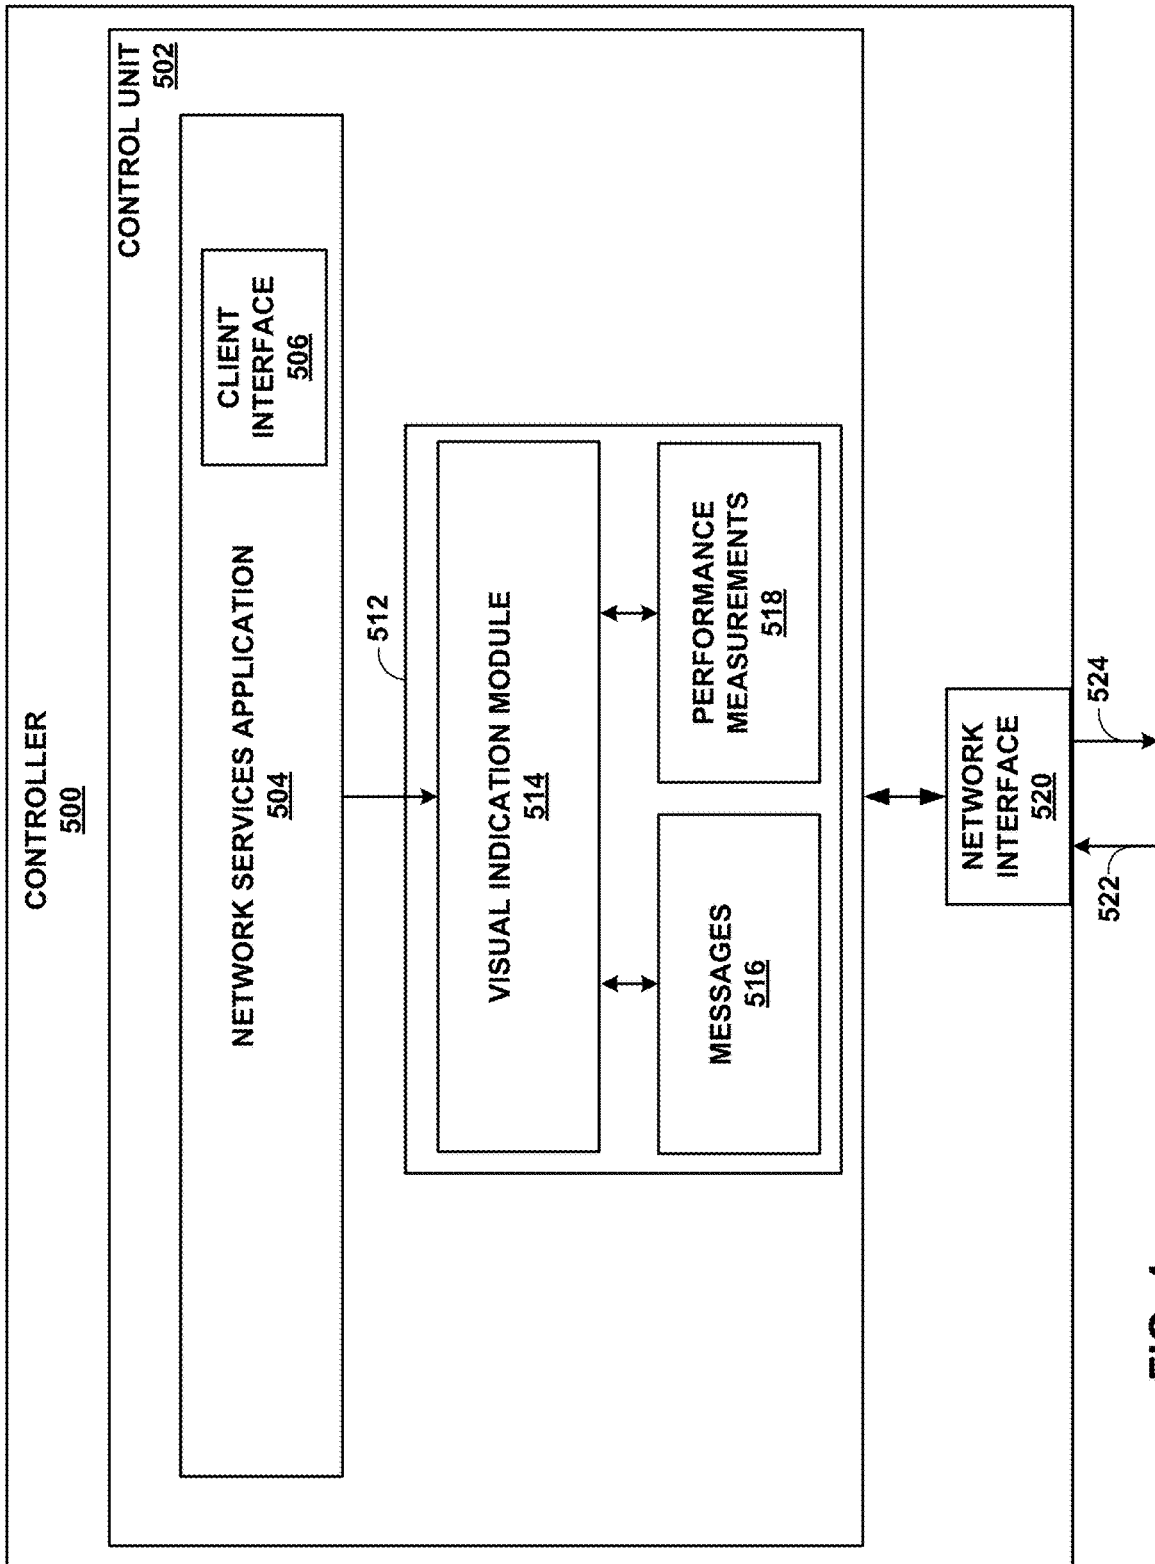 CONTROLLER
500
CONTROL UNIT
502
NETWORK SERVICES APPLICATION
504
CLIENT
INTERFACE
506
512
VISUAL INDICATION MODULE
514
MESSAGES
516
PERFORMANCE
MEASUREMENTS
518
NETWORK
INTERFACE
520
522
524